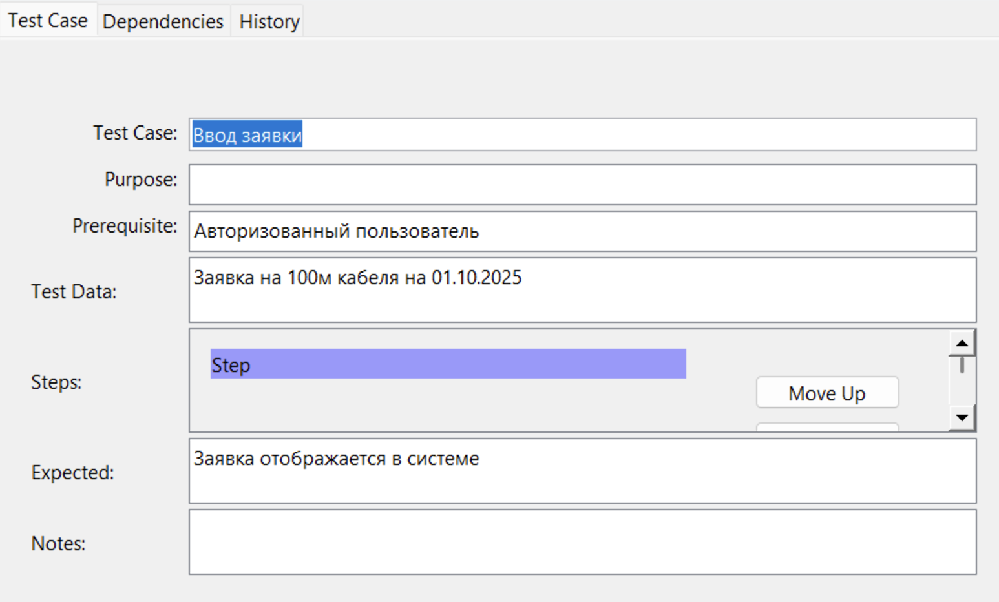 Test Case Dependencies History
Test Case: Ввод заявки
Purpose:
Prerequisite: Авторизованный пользователь
Test Data: Заявка на 100м кабеля на 01.10.2025
Steps: Step
Move Up
Expected: Заявка отображается в системе
Notes: